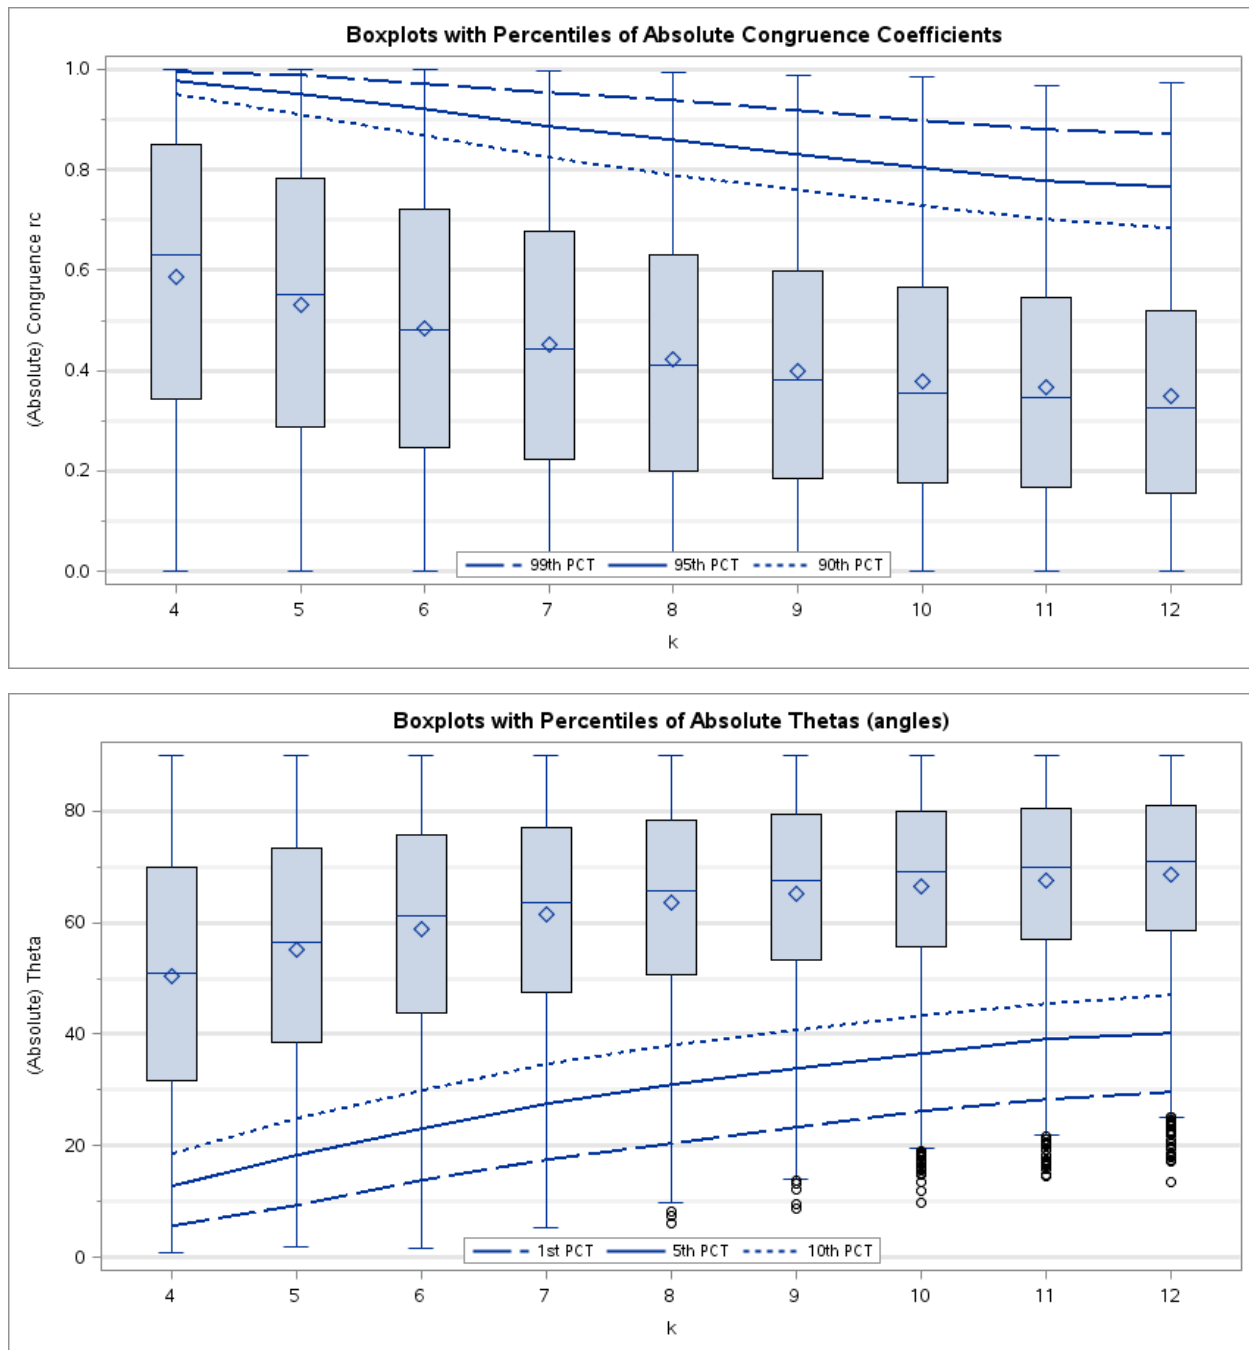 Boxplots with Percentiles of Absolute Congruence Coefficients
(Absolute) Congruence rc
1.0
0.8
0.6
0.4
0.2
0.0
99th PCT 95th PCT 90th PCT
4 5 6 7 8 9 10 11 12
k
Boxplots with Percentiles of Absolute Thetas (angles)
(Absolute) Theta
80
60
40
20
0
1st PCT 5th PCT 10th PCT
4 5 6 7 8 9 10 11 12
k